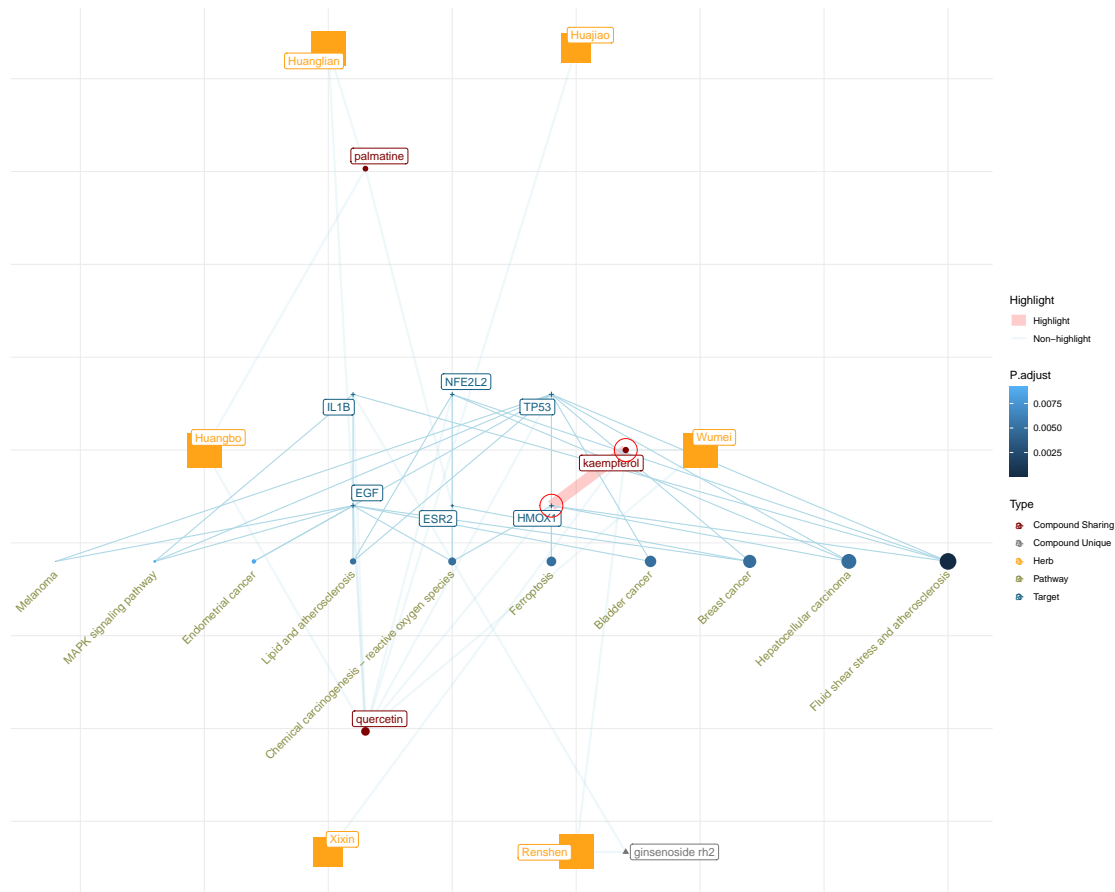 Huajiao
Huanglian
palmatine
NFE2L2
IL1B
TP53
Huangbo
Wumei
kaempferol
EGF
ESR2
HMOX1
Melanoma
MAPK signaling pathway
Endometrial cancer
Lipid and atherosclerosis
Chemical carcinogenesis − reactive oxygen species
Ferroptosis
Bladder cancer
Breast cancer
Hepatocellular carcinoma
Fluid shear stress and atherosclerosis
quercetin
Xixin
Renshen
ginsenoside rh2
Highlight
Highlight
Non−highlight
P.adjust
0.0075
0.0050
0.0025
Type
Compound Sharing
Compound Unique
Herb
Pathway
Target